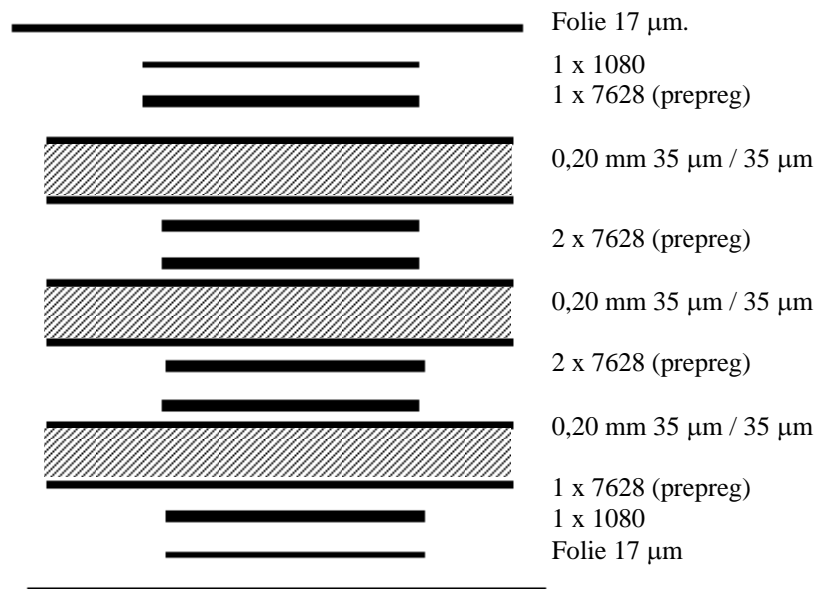 Folie 17 μm.
1 x 1080
1 x 7628 (prepreg)
0,20 mm 35 μm / 35 μm
2 x 7628 (prepreg)
0,20 mm 35 μm / 35 μm
2 x 7628 (prepreg)
0,20 mm 35 μm / 35 μm
1 x 7628 (prepreg)
1 x 1080
Folie 17 μm